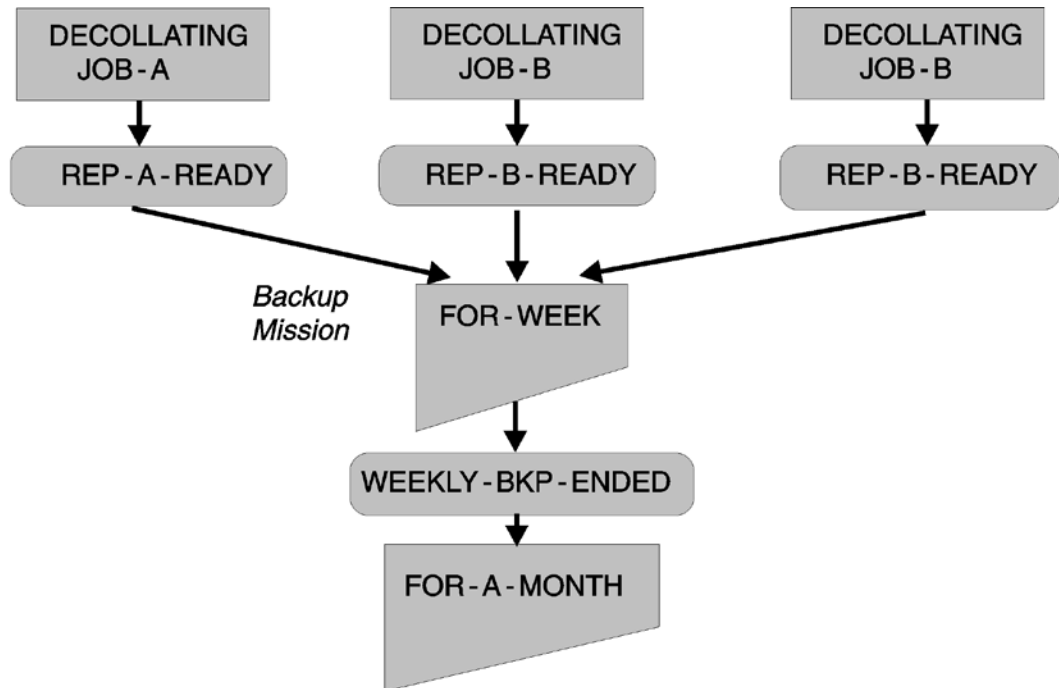 DECOLLATING
JOB-A
DECOLLATING
JOB-B
DECOLLATING
JOB-B
REP-A-READY
REP-B-READY
REP-B-READY
Backup
Mission
FOR-WEEK
WEEKLY-BKP-ENDED
FOR-A-MONTH